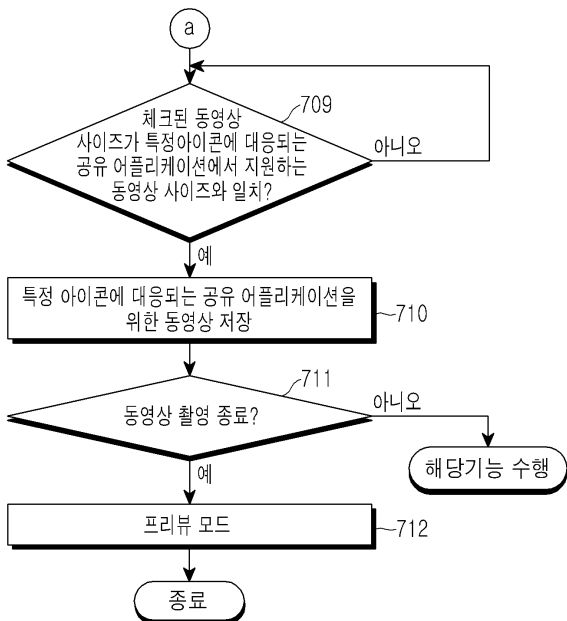 a
709
체크된 동영상
사이즈가 특정아이콘에 대응되는
공유 어플리케이션에서 지원하는
동영상 사이즈와 일치?
아니오
예
특정 아이콘에 대응되는 공유 어플리케이션을
위한 동영상 저장
710
711
동영상 촬영 종료?
아니오
예
해당기능 수행
프리뷰 모드
712
종료